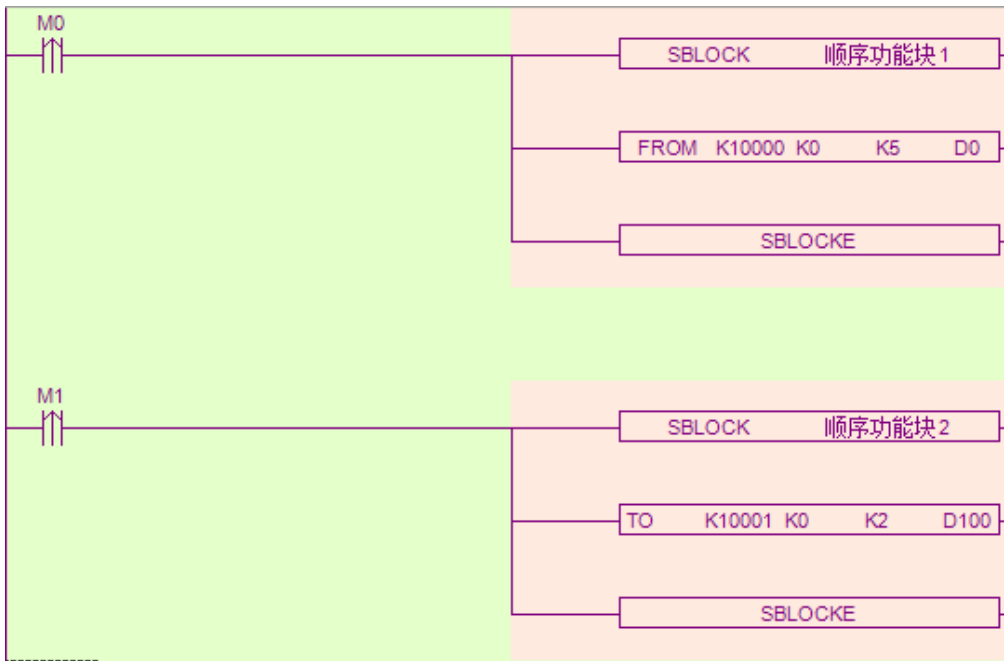 M0
SBLOCK 顺序功能块1
FROM K10000 K0 K5 D0
SBLOCKE
M1
SBLOCK 顺序功能块2
TO K10001 K0 K2 D100
SBLOCKE